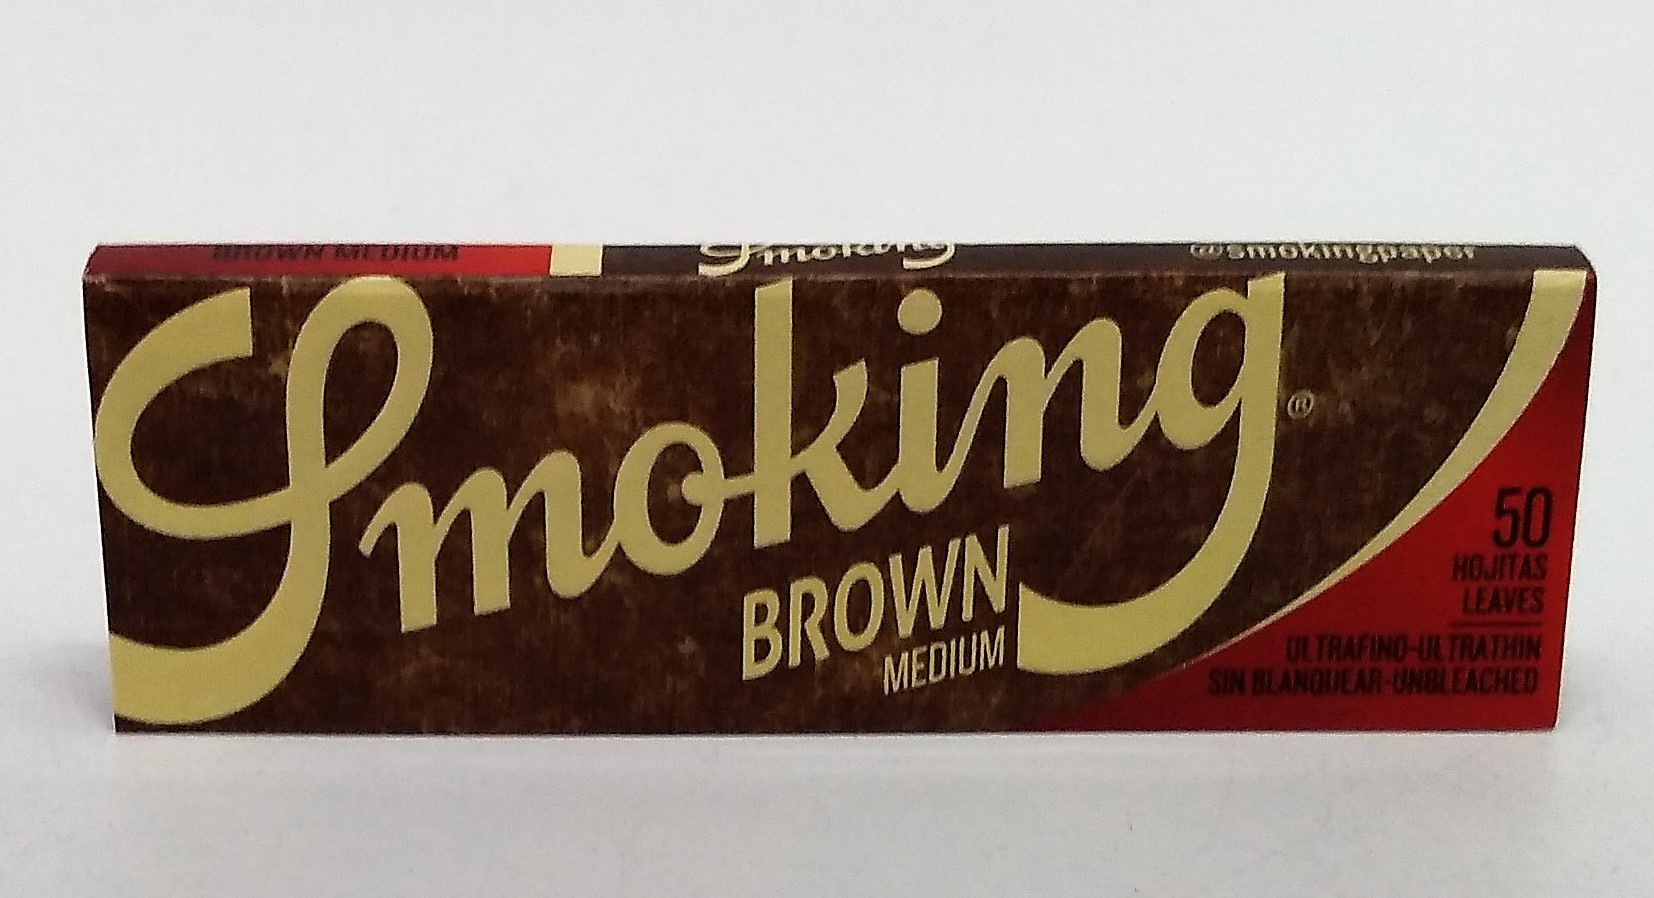 BROWN MEDIUM
Smoking
@smokingpaper
Smoking®
BROWN
MEDIUM
50
HOJITAS
LEAVES
ULTRAFINO-ULTRATHIN
SIN BLANQUEAR-UNBLEACHED